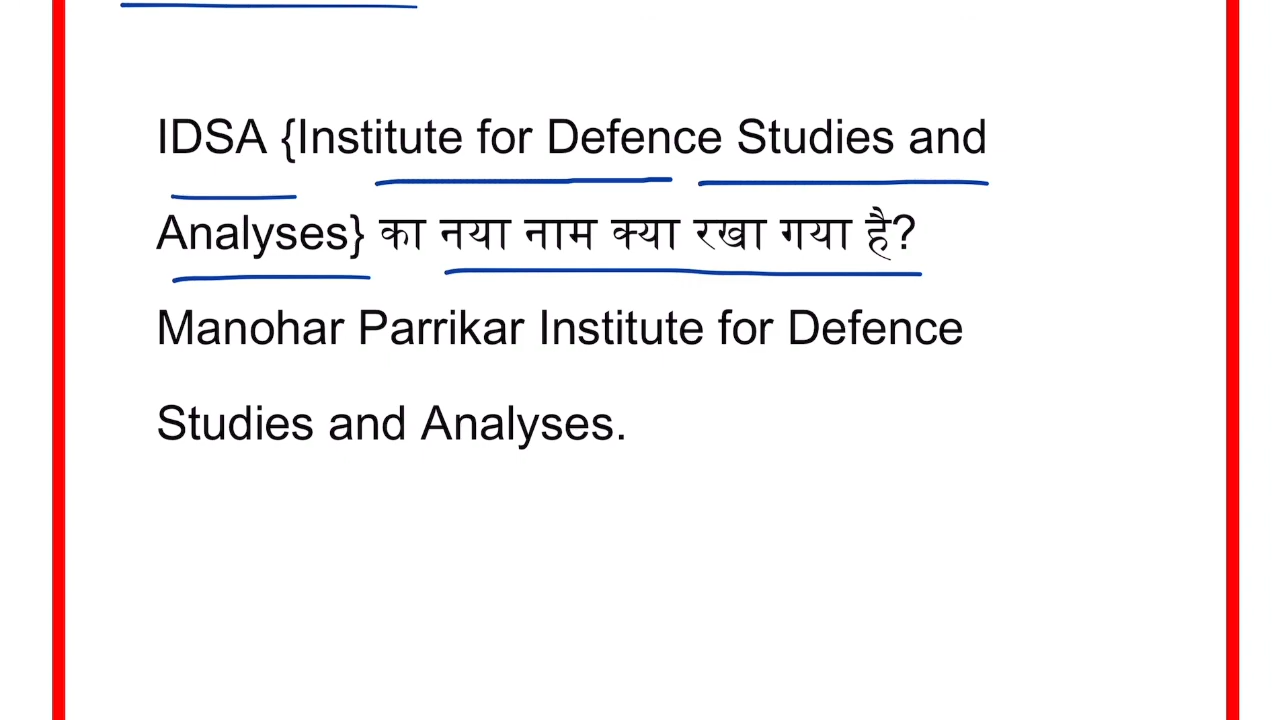 IDSA {Institute for Defence Studies and
Analyses} का नया नाम क्या रखा गया है?
Manohar Parrikar Institute for Defence
Studies and Analyses.